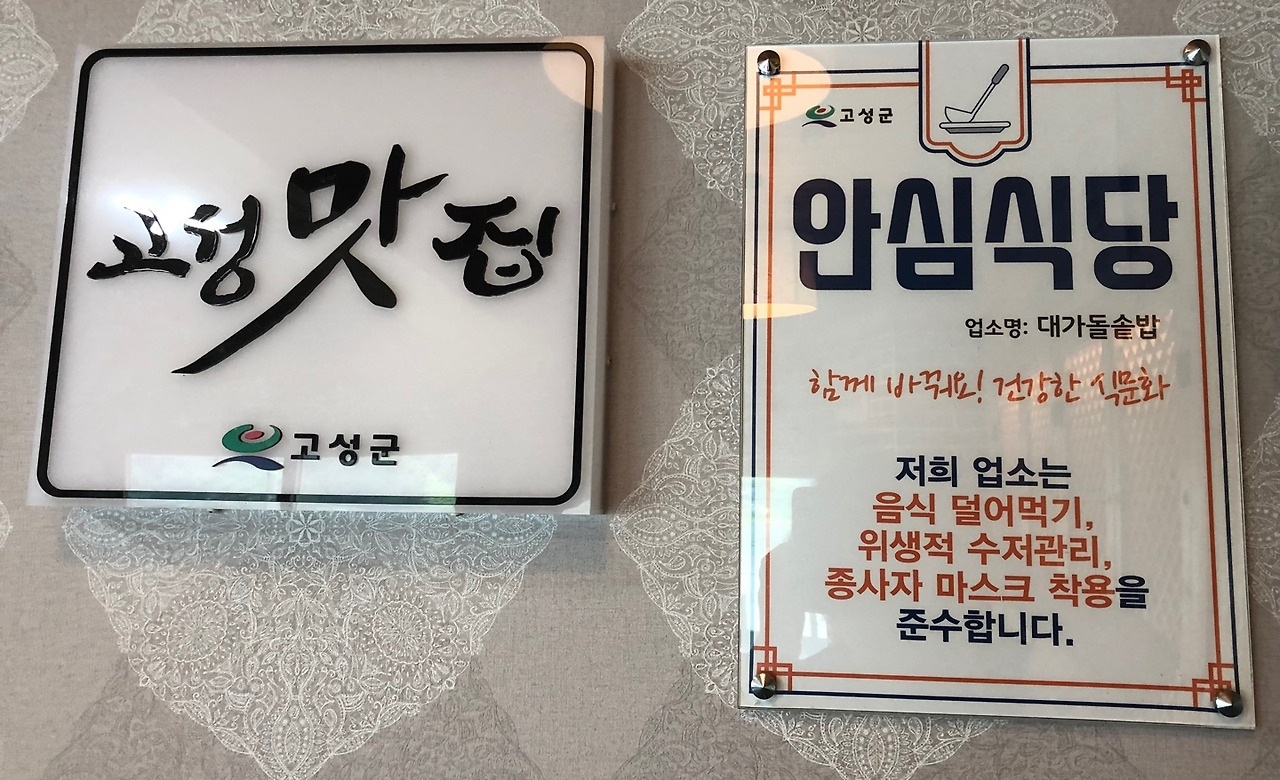 고성맛집
고성군
고성군
안심식당
업소명: 대가돌솥밥
함께 바꿔요! 건강한 식문화
저희 업소는
음식 덜어먹기,
위생적 수저관리,
종사자 마스크 착용을
준수합니다.